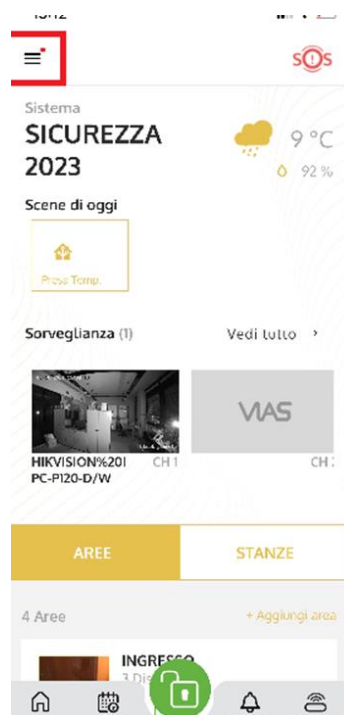 SOS
Sistema
SICUREZZA
2023
9 °C
92 %
Scene di oggi
Presa Temp.
Sorveglianza (1)
Vedi tutto
VIAS
HIKVISION%20I
PC-P120-D/W
CH 1
CH
AREE
STANZE
4 Aree
+ Aggiungi area
INGRESSO